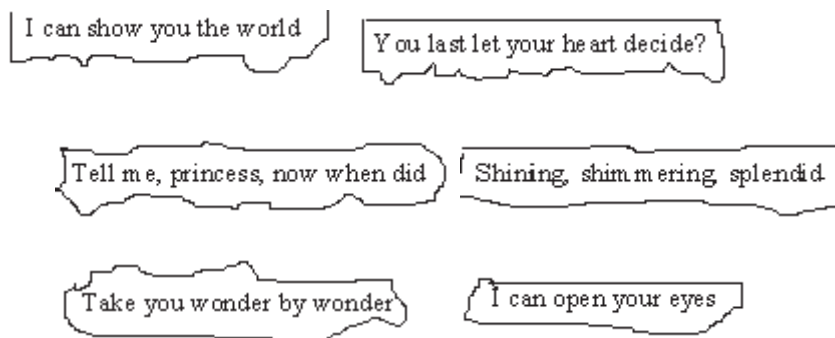 I can show you the world
You last let your heart decide?
Tell me, princess, now when did
Shining, shimmering, splendid
Take you wonder by wonder
I can open your eyes